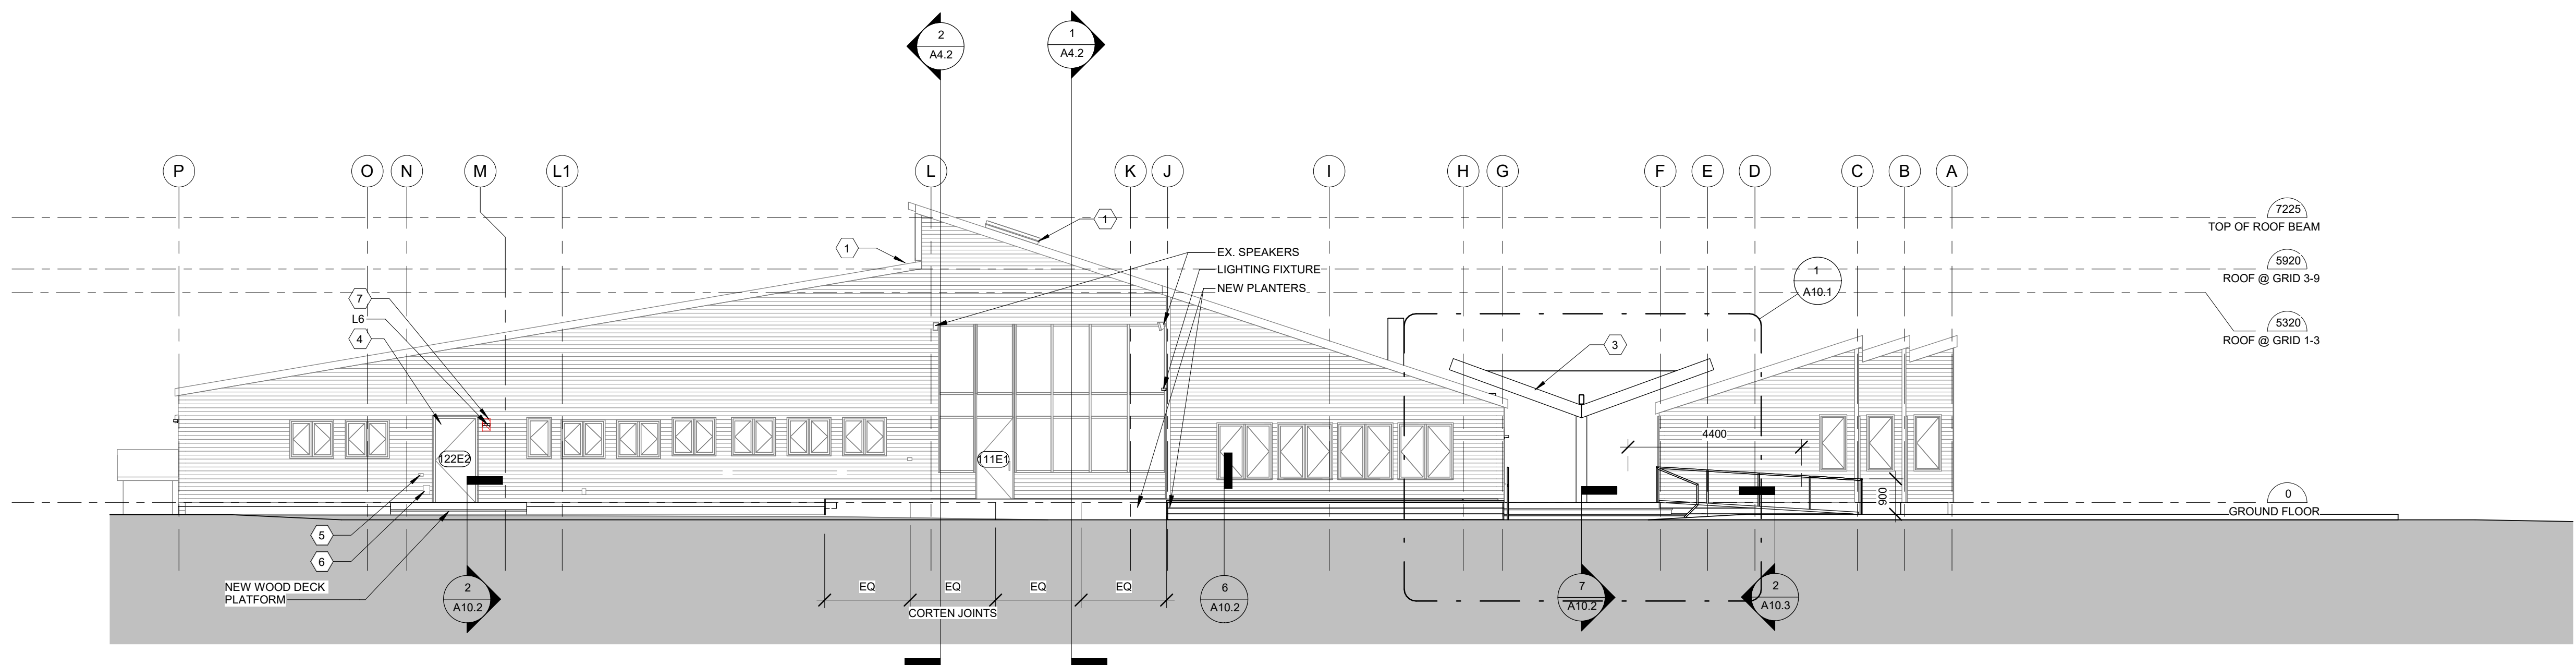 2
A4.2
1
A4.2
P
O
N
M
L1
L
K
J
I
H
G
F
E
D
C
B
A
7225
TOP OF ROOF BEAM
1
1
EX. SPEAKERS
LIGHTING FIXTURE
NEW PLANTERS
5920
ROOF @ GRID 3-9
1
A10.1
7
L6
4
5320
ROOF @ GRID 1-3
3
4400
122E2
111E1
900
0
GROUND FLOOR
5
6
NEW WOOD DECK
PLATFORM
2
A10.2
EQ
EQ
EQ
EQ
CORTEN JOINTS
6
A10.2
7
A10.2
2
A10.3